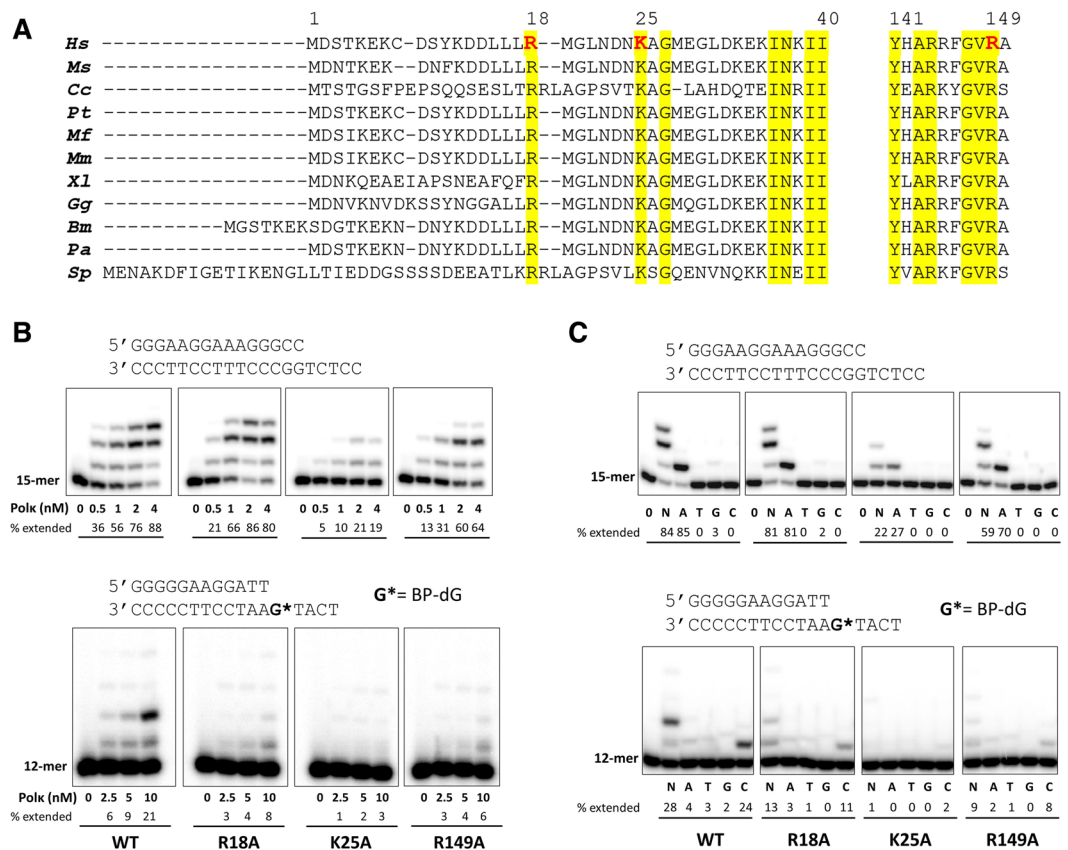 A
1 18 25 40 141 149
Hs -----------------MDSTKEKC-DSYKDDLLLR--MGLNDNKAGMEGLDKEKINKII YHARRFGVRA
Ms -----------------MDNTKEK--DNFKDDLLLR--MGLNDNKAGMEGLDKEKINKII YHARRFGVRA
Cc -----------------MTSTGSFPEPSQQSESLTRRLAGPSVTKAG-LAHDQTEINRII YEARKYGVRS
Pt -----------------MDSTKEKC-DSYKDDLLLR--MGLNDNKAGMEGLDKEKINKII YHARRFGVRA
Mf -----------------MDSIKEKC-DSYKDDLLLR--MGLNDNKAGMEGLDKEKINKII YHARRFGVRA
Mm -----------------MDSIKEKC-DSYKDDLLLR--MGLNDNKAGMEGLDKEKINKII YHARRFGVRA
Xl -----------------MDNKQEAEIAPSNEAFQFR--MGLNDNKAGMEGLDKEKINKII YLARRFGVRA
Gg -----------------MDNVKNVDKSSYNGGALLR--MGLNDNKAGMQGLDKEKINKII YHARRFGVRA
Bm ----------MGSTKEKSDGTKEKN-DNYKDDLLLR--MGLNDNKAGMEGLDKEKINKII YHARRFGVRA
Pa -----------------MDSTKEKN-DNYKDDLLLR--MGLNDNKAGMEGLDKEKINKII YHARRFGVRA
Sp MENAKDFIGETIKENGLLTIEDDGSSSSDEEATLKRRLAGPSVLKSGQENVNQKKINEII YVARKFGVRS
B
5′GGGAAGGAAAGGGCC
3′CCCTTCCTTTCCCGGTCTCC
15-mer
Polκ (nM) 0 0.5 1 2 4 0 0.5 1 2 4 0 0.5 1 2 4 0 0.5 1 2 4
% extended 36 56 76 88 21 66 86 80 5 10 21 19 13 31 60 64
5′GGGGGAAGGATT
3′CCCCCTTCCTAAG*TACT
G*= BP-dG
12-mer
Polκ (nM) 0 2.5 5 10 0 2.5 5 10 0 2.5 5 10 0 2.5 5 10
% extended 6 9 21 3 4 8 1 2 3 3 4 6
WT R18A K25A R149A
C
5′GGGAAGGAAAGGGCC
3′CCCTTCCTTTCCCGGTCTCC
15-mer
0 N A T G C 0 N A T G C 0 N A T G C 0 N A T G C
% extended 84 85 0 3 0 81 81 0 2 0 22 27 0 0 0 59 70 0 0 0
5′GGGGGAAGGATT
3′CCCCCTTCCTAAG*TACT
G*= BP-dG
12-mer
N A T G C N A T G C N A T G C N A T G C
% extended 28 4 3 2 24 13 3 1 0 11 1 0 0 0 2 9 2 1 0 8
WT R18A K25A R149A